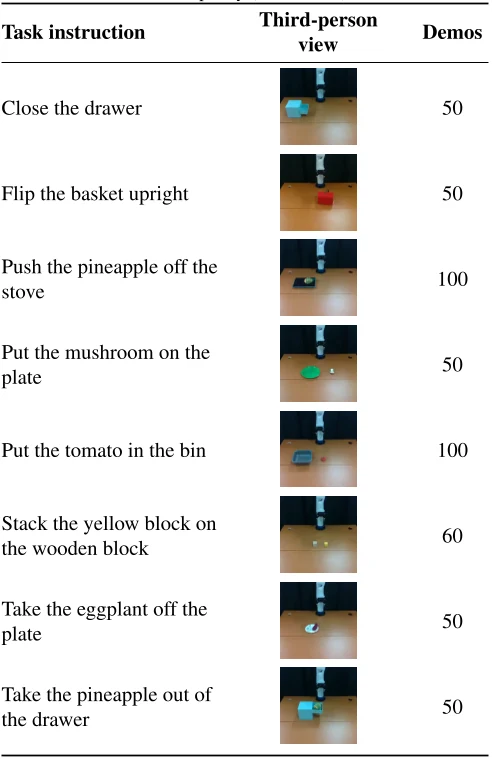 Task instruction Third-person view Demos
Close the drawer 50
Flip the basket upright 50
Push the pineapple off the
stove 100
Put the mushroom on the
plate 50
Put the tomato in the bin 100
Stack the yellow block on
the wooden block 60
Take the eggplant off the
plate 50
Take the pineapple out of
the drawer 50